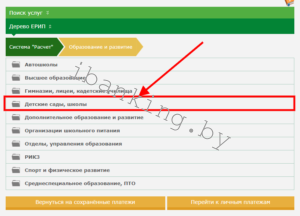 Поиск услуг
Дерево ЕРИП
Система "Расчет"
Образование и развитие
Автошколы
Высшее образование
Гимназии, лицеи, кадетские училища
Детские сады, школы
Дополнительное образование и развитие
Организации школьного питания
Отделы, управления образования
РИКЗ
Спорт и физическое развитие
Среднеспециальное образование, ПТО
Вернуться на сохранённые платежи
Перейти к личным платежам
ibanking.by